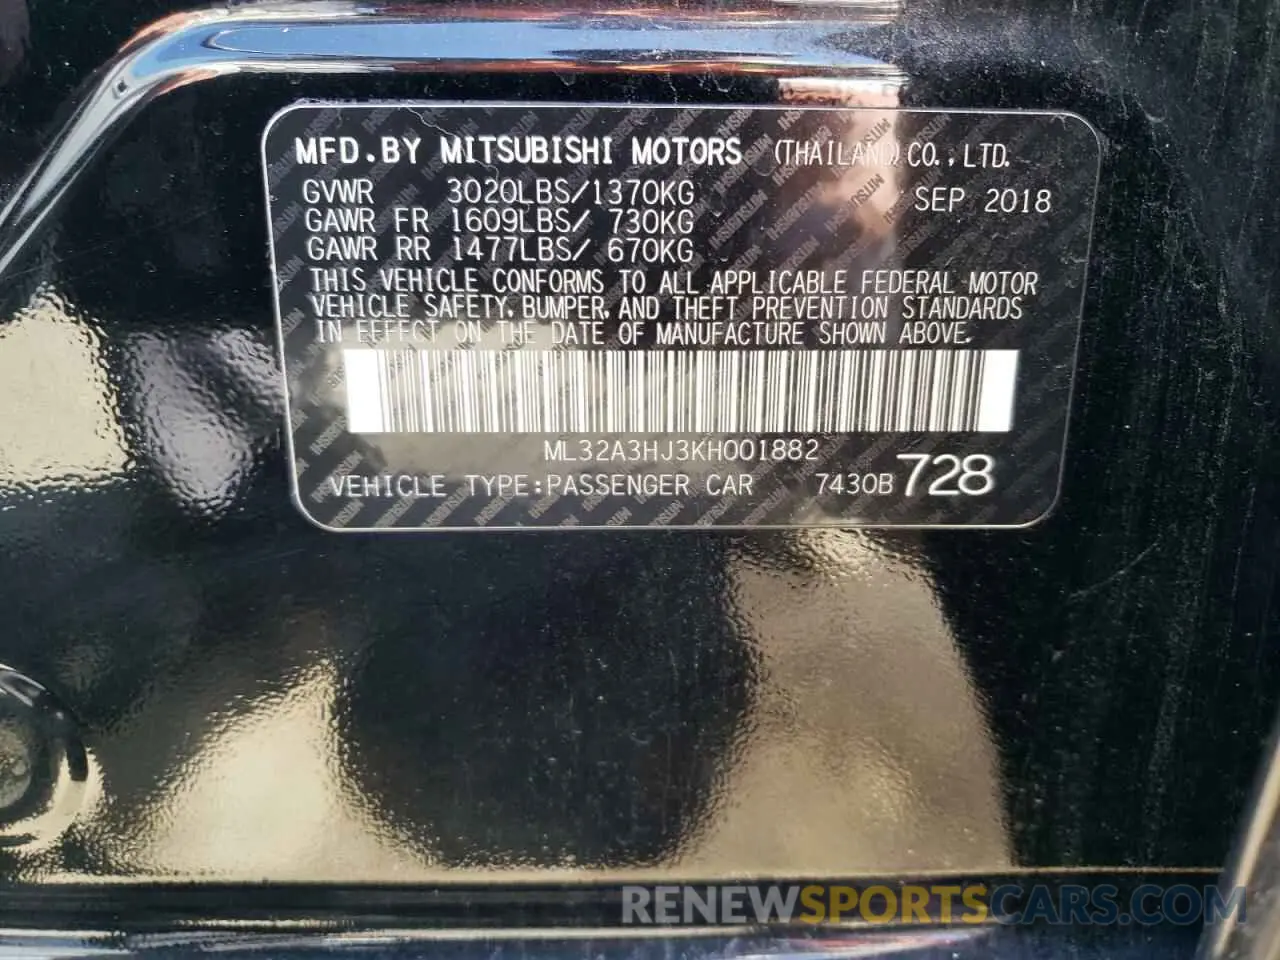 MFD.BY MITSUBISHI MOTORS (THAILAND) CO.,LTD.
GVWR 3020LBS/1370KG SEP 2018
GAWR FR 1609LBS/ 730KG
GAWR RR 1477LBS/ 670KG
THIS VEHICLE CONFORMS TO ALL APPLICABLE FEDERAL MOTOR
VEHICLE SAFETY, BUMPER, AND THEFT PREVENTION STANDARDS
IN EFFECT ON THE DATE OF MANUFACTURE SHOWN ABOVE.
ML32A3HJ3KH001882
VEHICLE TYPE:PASSENGER CAR 7430B 728
RENEWSPORTSCARS.COM